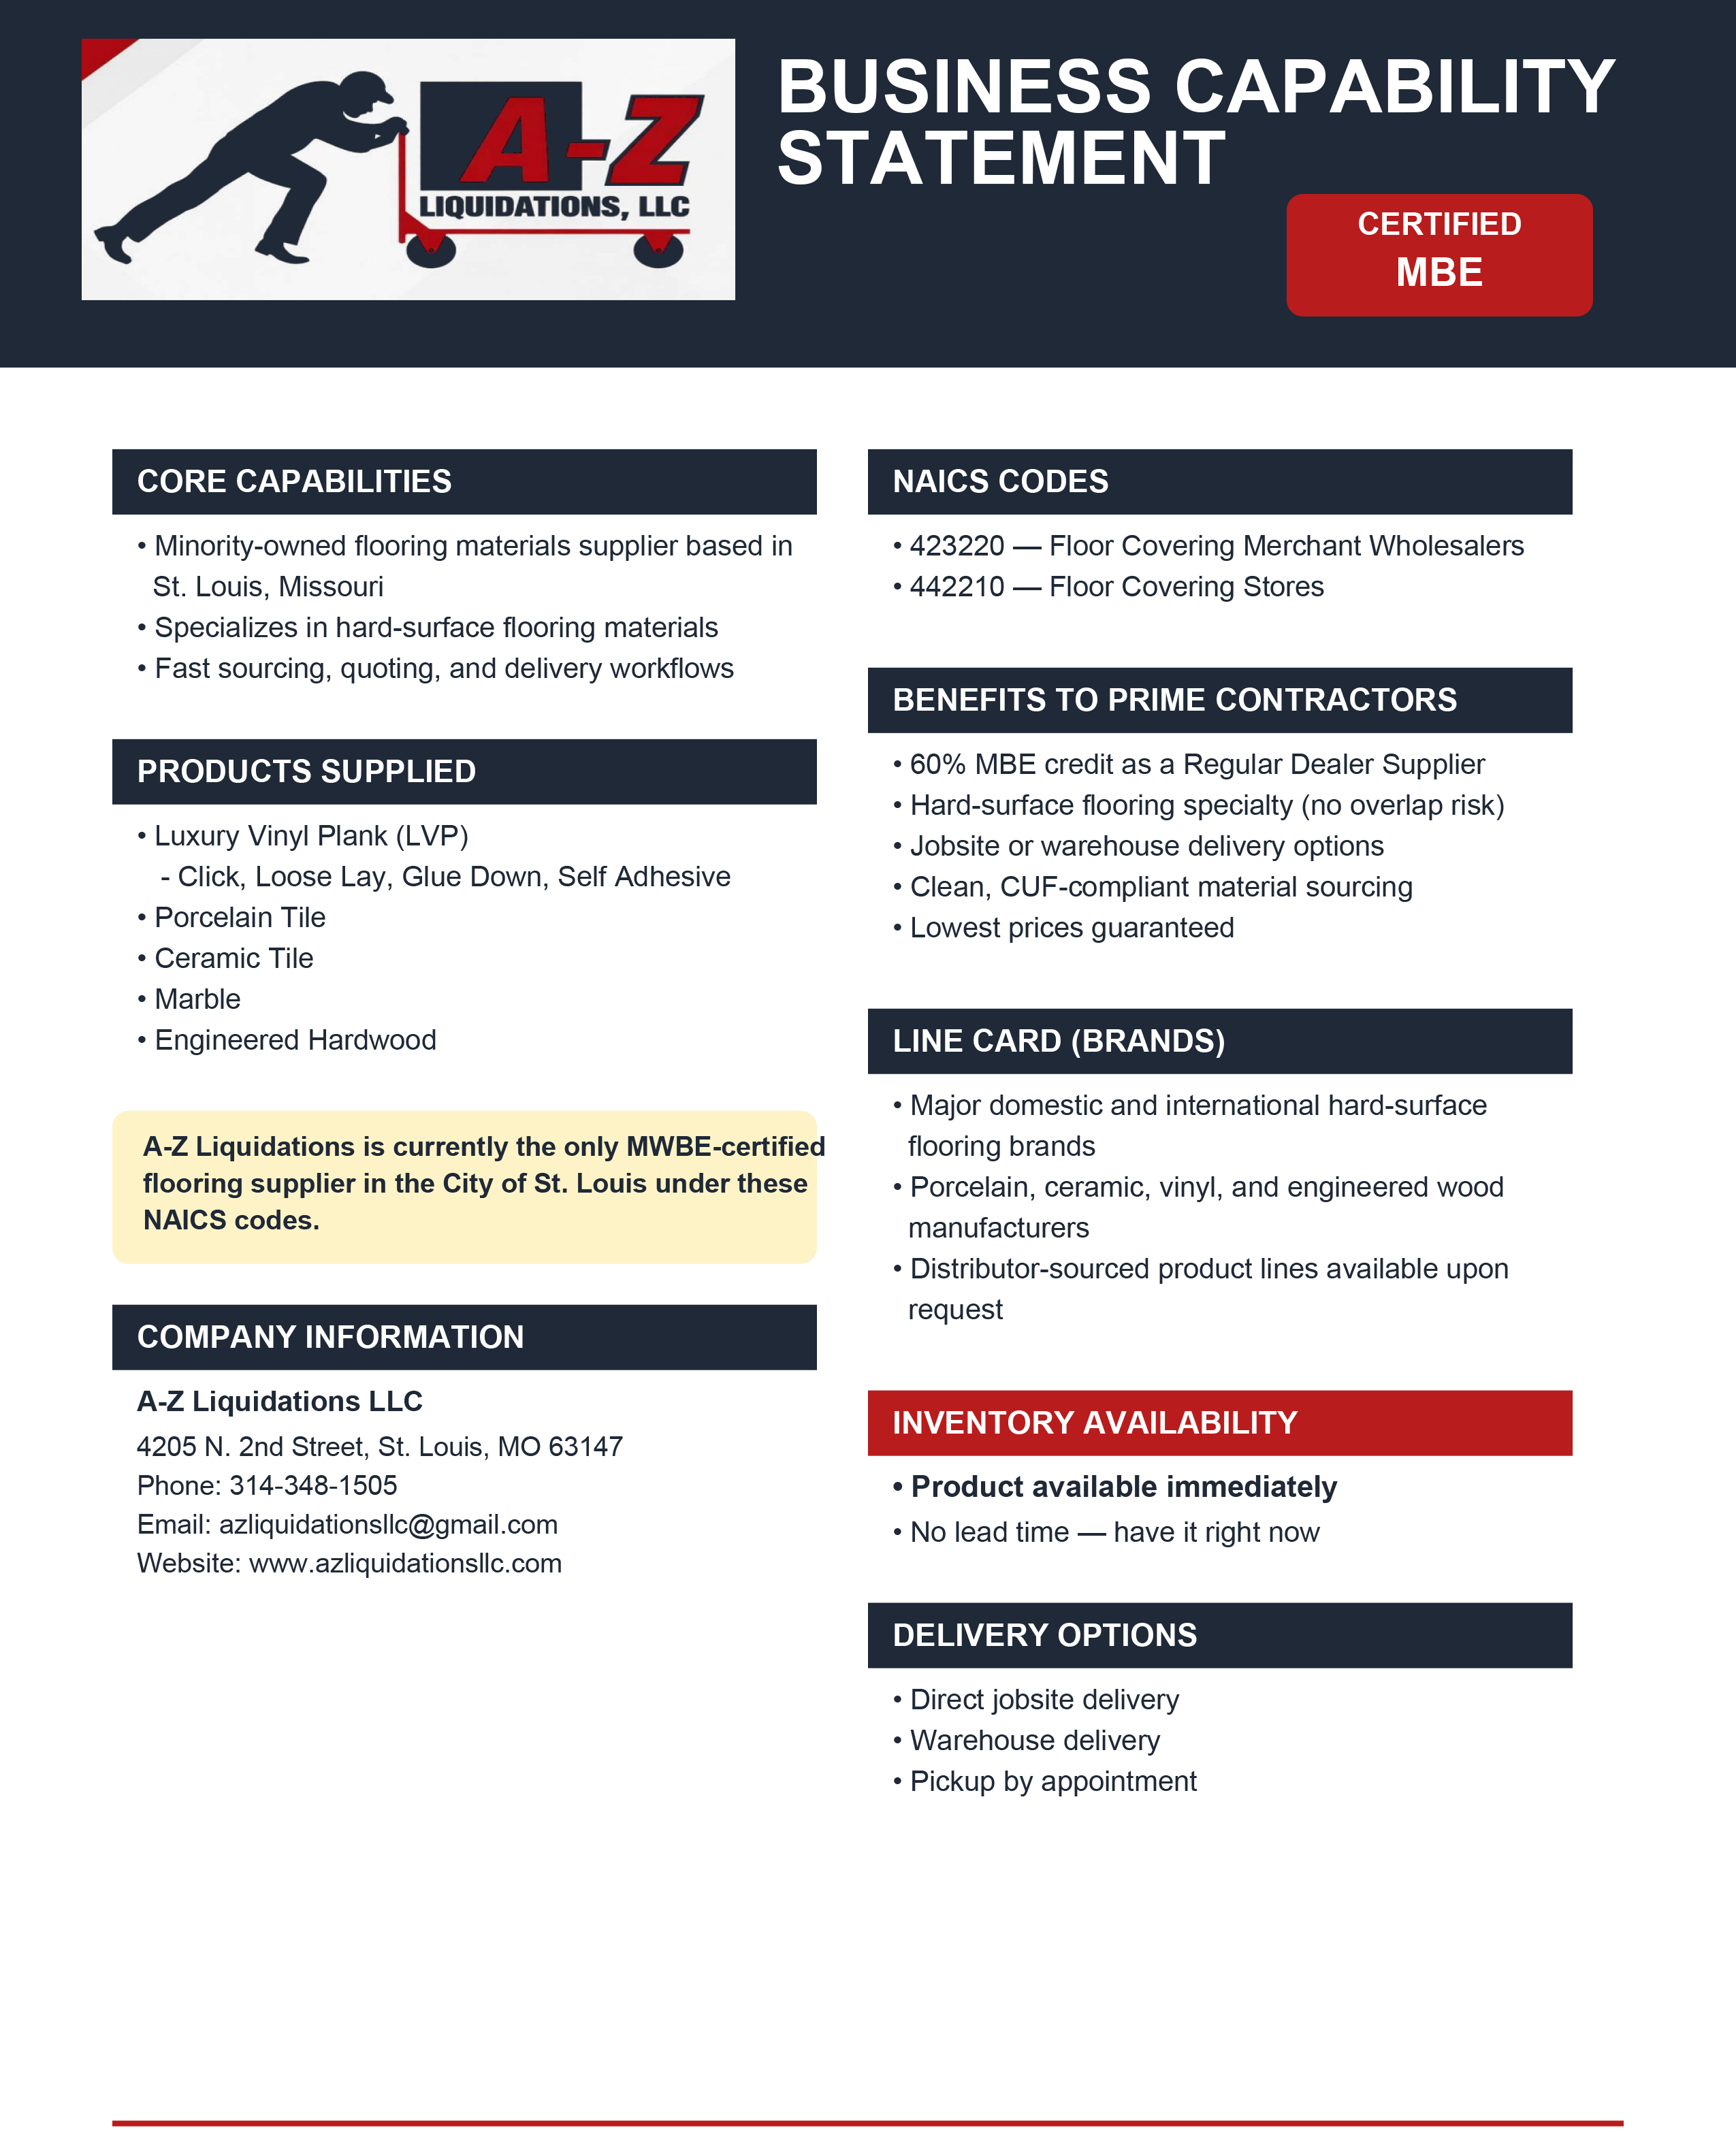 A-Z
LIQUIDATIONS, LLC
BUSINESS CAPABILITY
STATEMENT
CERTIFIED
MBE
CORE CAPABILITIES
• Minority-owned flooring materials supplier based in
St. Louis, Missouri
• Specializes in hard-surface flooring materials
• Fast sourcing, quoting, and delivery workflows
PRODUCTS SUPPLIED
• Luxury Vinyl Plank (LVP)
- Click, Loose Lay, Glue Down, Self Adhesive
• Porcelain Tile
• Ceramic Tile
• Marble
• Engineered Hardwood
A-Z Liquidations is currently the only MWBE-certified
flooring supplier in the City of St. Louis under these
NAICS codes.
COMPANY INFORMATION
A-Z Liquidations LLC
4205 N. 2nd Street, St. Louis, MO 63147
Phone: 314-348-1505
Email: azliquidationsllc@gmail.com
Website: www.azliquidationsllc.com
NAICS CODES
• 423220 — Floor Covering Merchant Wholesalers
• 442210 — Floor Covering Stores
BENEFITS TO PRIME CONTRACTORS
• 60% MBE credit as a Regular Dealer Supplier
• Hard-surface flooring specialty (no overlap risk)
• Jobsite or warehouse delivery options
• Clean, CUF-compliant material sourcing
• Lowest prices guaranteed
LINE CARD (BRANDS)
• Major domestic and international hard-surface
flooring brands
• Porcelain, ceramic, vinyl, and engineered wood
manufacturers
• Distributor-sourced product lines available upon
request
INVENTORY AVAILABILITY
• Product available immediately
• No lead time — have it right now
DELIVERY OPTIONS
• Direct jobsite delivery
• Warehouse delivery
• Pickup by appointment